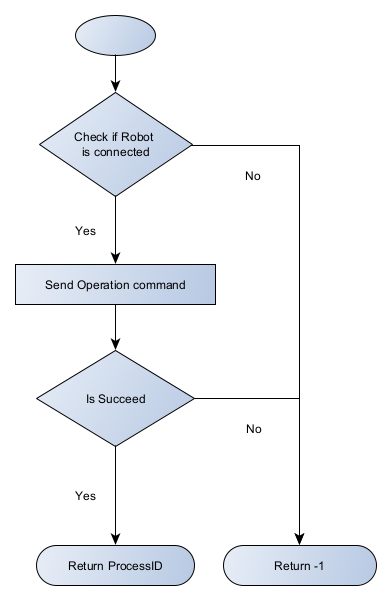 Check if Robot
is connected
No
Yes
Send Operation command
Is Succeed
No
Yes
Return ProcessID
Return -1